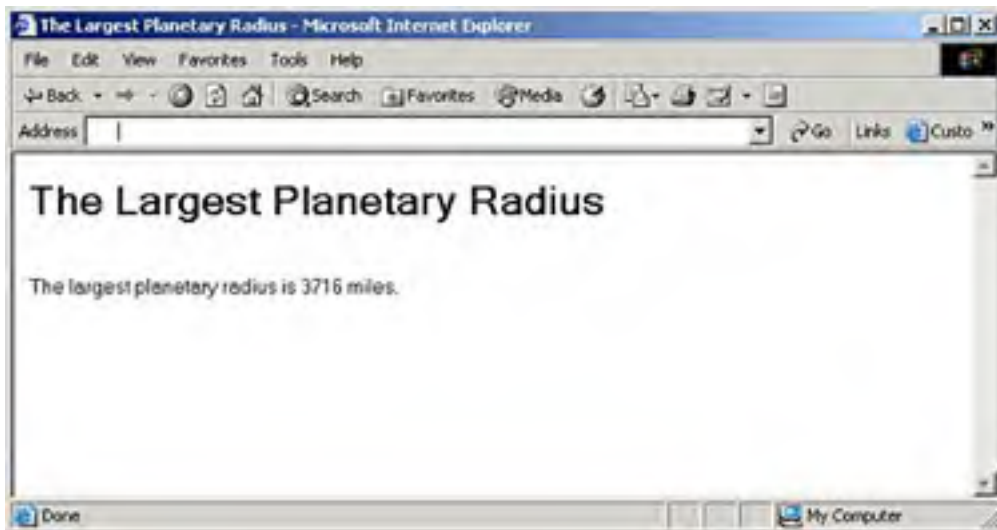 The Largest Planetary Radius - Microsoft Internet Explorer
File Edit View Favorites Tools Help
Back Search Favorites Media
Address Go Links Custo »
The Largest Planetary Radius
The largest planetary radius is 3716 miles.
Done My Computer